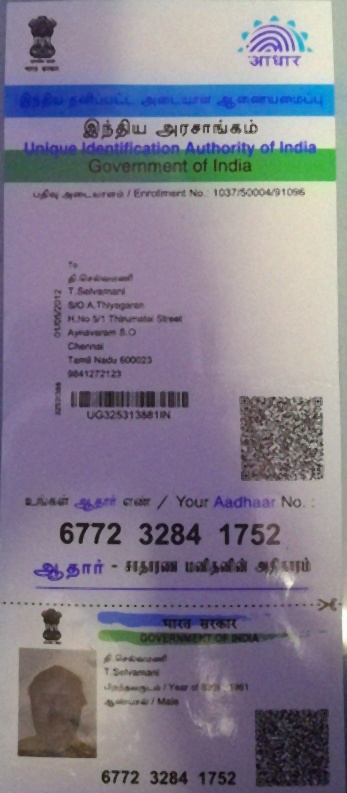 भारत सरकार
आधार
இந்திய தனிப்பட்ட அடையாள ஆணையமைப்பு
இந்திய அரசாங்கம்
Unique Identification Authority of India
Government of India
பதிவு அடையாளம் / Enrollment No.: 1037/50004/91096
To
தி.செல்வமணி
T.Selvamani
S/O A.Thiyogaran
H.No 5/1 Thirumalai Street
Aynavaram S.O
Chennai
Tamil Nadu 600023
9841272123
01/05/2012
UG325313881IN
உங்கள் ஆதார் எண் / Your Aadhaar No. :
6772 3284 1752
ஆதார் - சாதாரண மனிதனின் அதிகாரம்
भारत सरकार
GOVERNMENT OF INDIA
தி.செல்வமணி
T.Selvamani
பிறந்தவருடம் / Year of Birth
ஆண்பால் / Male
6772 3284 1752